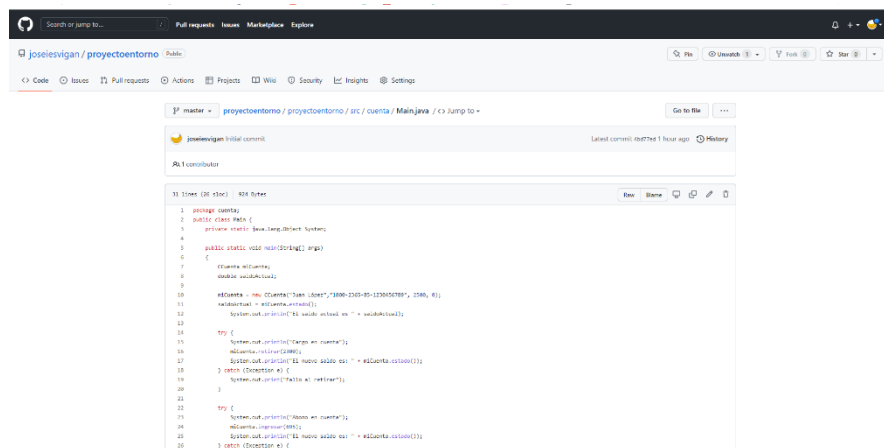 Search or jump to... /
Pull requests Issues Marketplace Explore
joseiesvigan / proyectoentorno Public
Pin Unwatch 1 Fork 0 Star 0
Code Issues Pull requests Actions Projects Wiki Security Insights Settings
master proyectoentorno / proyectoentorno / src / cuenta / Main.java / <> Jump to
Go to file ...
joseiesvigan Initial commit
Latest commit 1 hour ago History
1 contributor
31 lines (26 sloc) 924 Bytes
Raw Blame
1 package cuenta;
2 public class Main {
3 private static java.lang.Object System;
4
5 public static void main(String[] args)
6 {
7 CCuenta miCuenta;
8 double saldoActual;
9
10 miCuenta = new CCuenta("Juan López","1000-2365-85-1230456789", 2500, 0);
11 saldoActual = miCuenta.estado();
12 System.out.println("El saldo actual es " + saldoActual);
13
14 try {
15 System.out.println("Cargo en cuenta");
16 miCuenta.retirar(2300);
17 System.out.println("El nuevo saldo es: " + miCuenta.estado());
18 } catch (Exception e) {
19 System.out.print("Fallo al retirar");
20 }
21
22 try {
23 System.out.println("Abono en cuenta");
24 miCuenta.ingresar(695);
25 System.out.println("El nuevo saldo es: " + miCuenta.estado());
26 } catch (Exception e) {